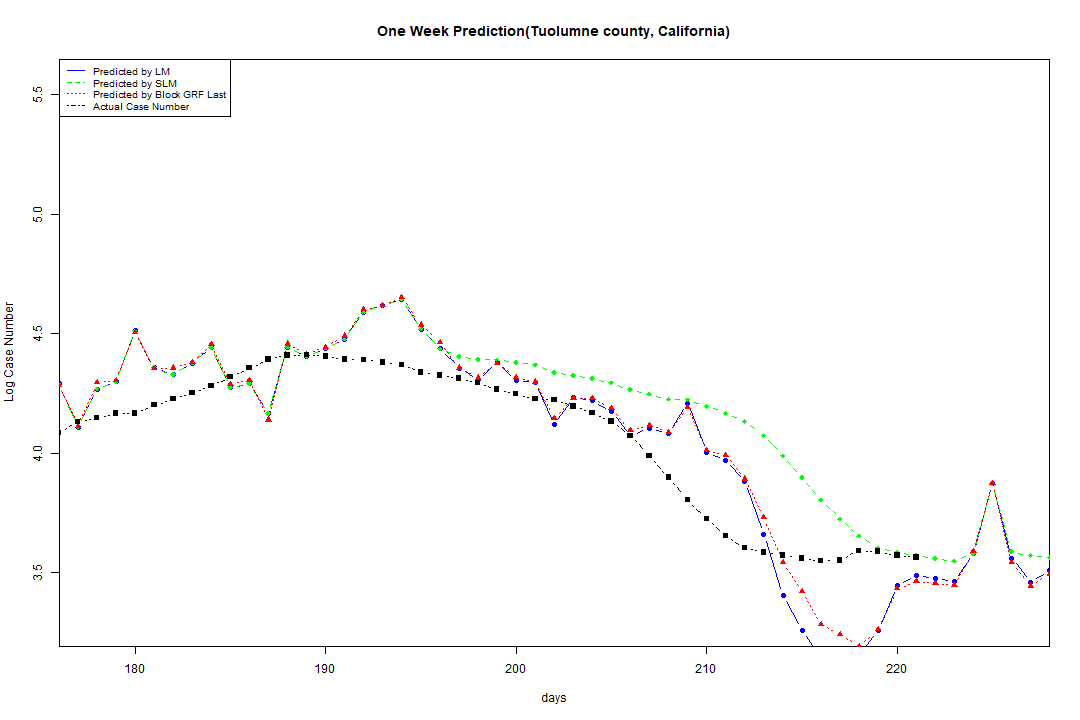 One Week Prediction(Tuolumne county, California)
Predicted by LM
Predicted by SLM
Predicted by Block GRF Last
Actual Case Number
5.5
5.0
4.5
4.0
3.5
Log Case Number
180 190 200 210 220
days